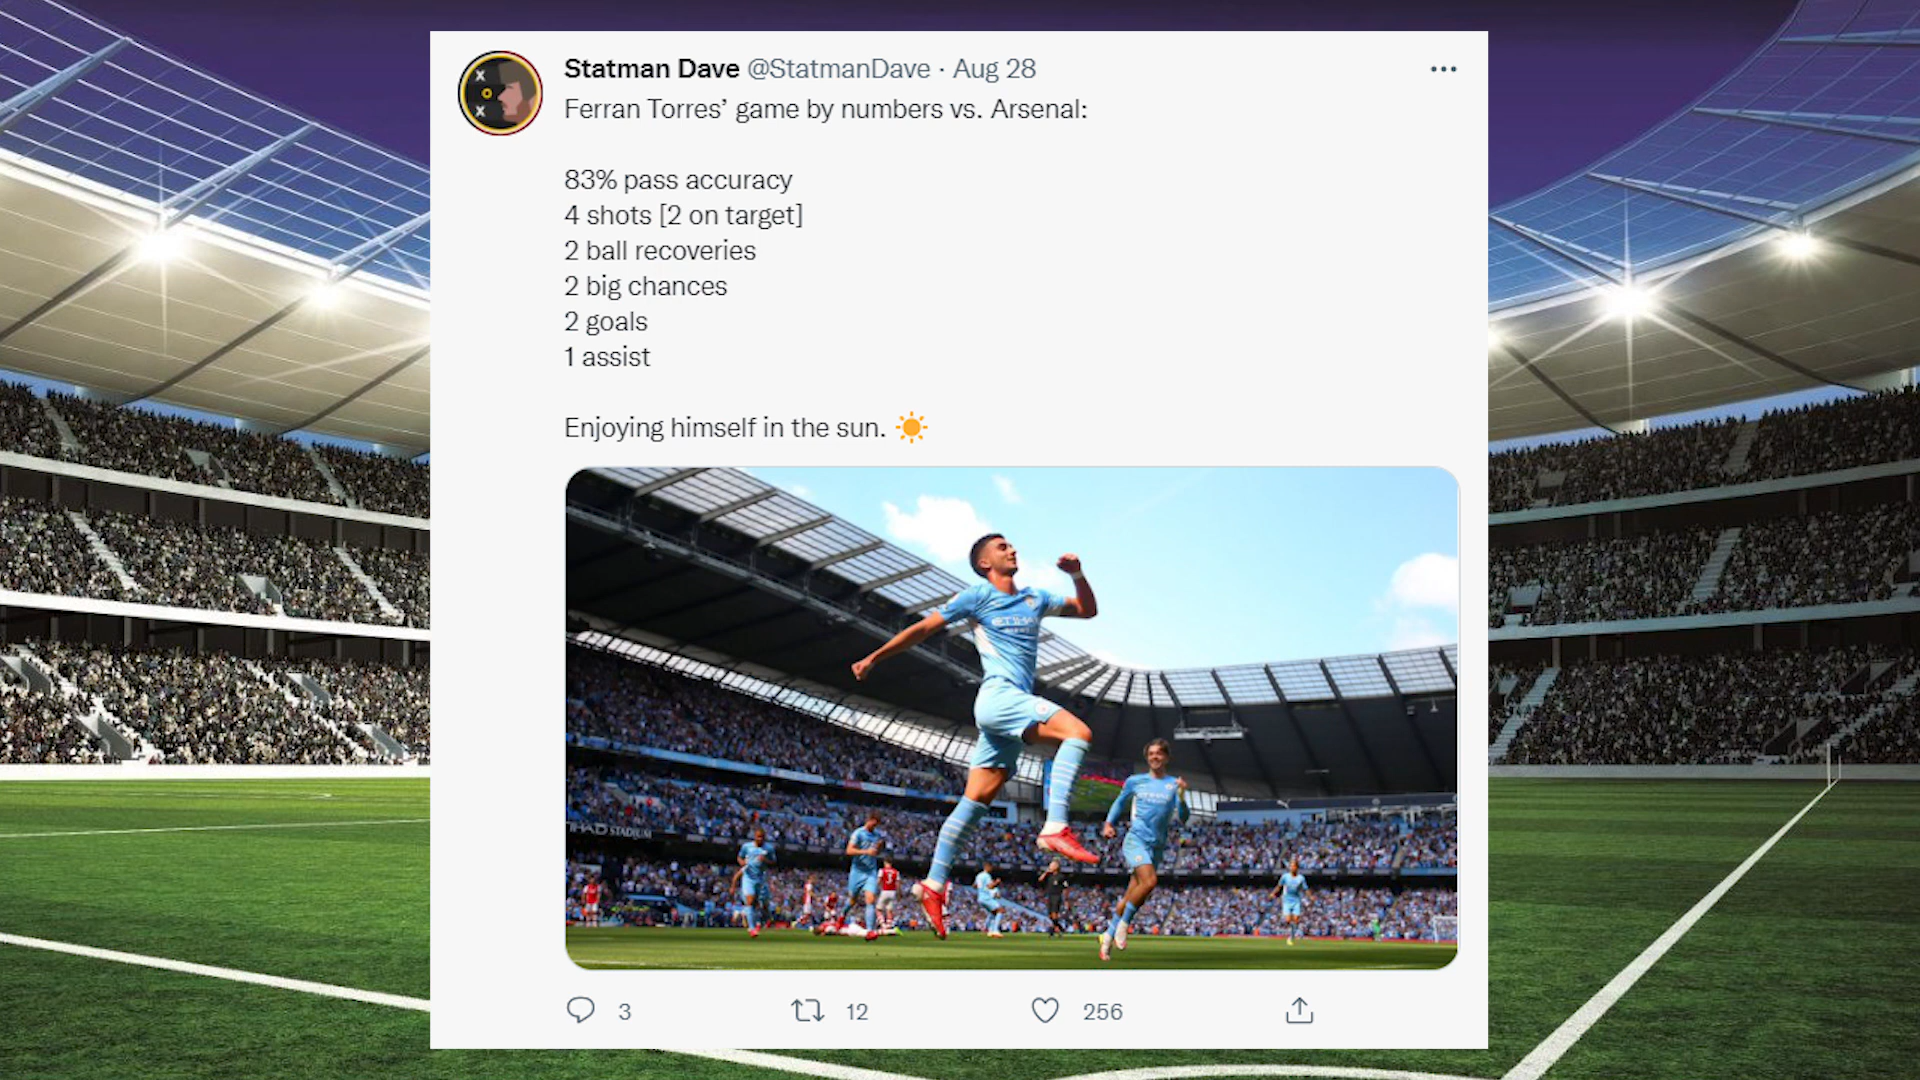 Statman Dave @StatmanDave · Aug 28
Ferran Torres’ game by numbers vs. Arsenal:
83% pass accuracy
4 shots [2 on target]
2 ball recoveries
2 big chances
2 goals
1 assist
Enjoying himself in the sun. ☀️
ETIHAD
STADIUM
3
12
256